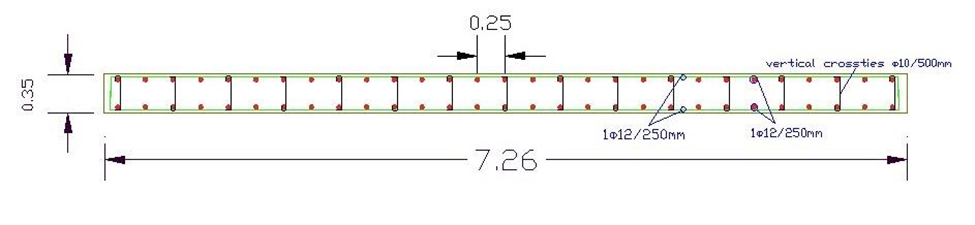 0.25
vertical crossties φ10/500mm
0.35
1φ12/250mm
1φ12/250mm
7.26